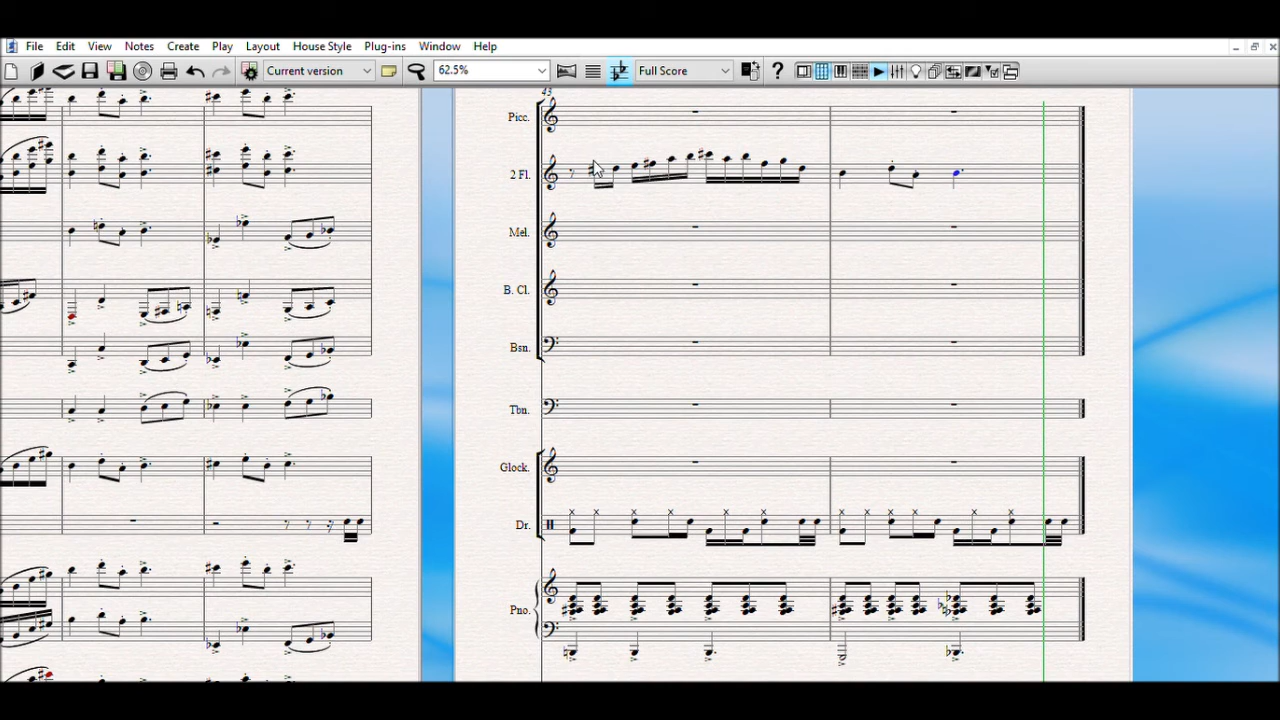 File Edit View Notes Create Play Layout House Style Plug-ins Window Help
Current version 62.5% Full Score ?
43
Picc.
2 Fl.
Mel.
B. Cl.
Bsn.
Tbn.
Glock.
Dr.
Pno.